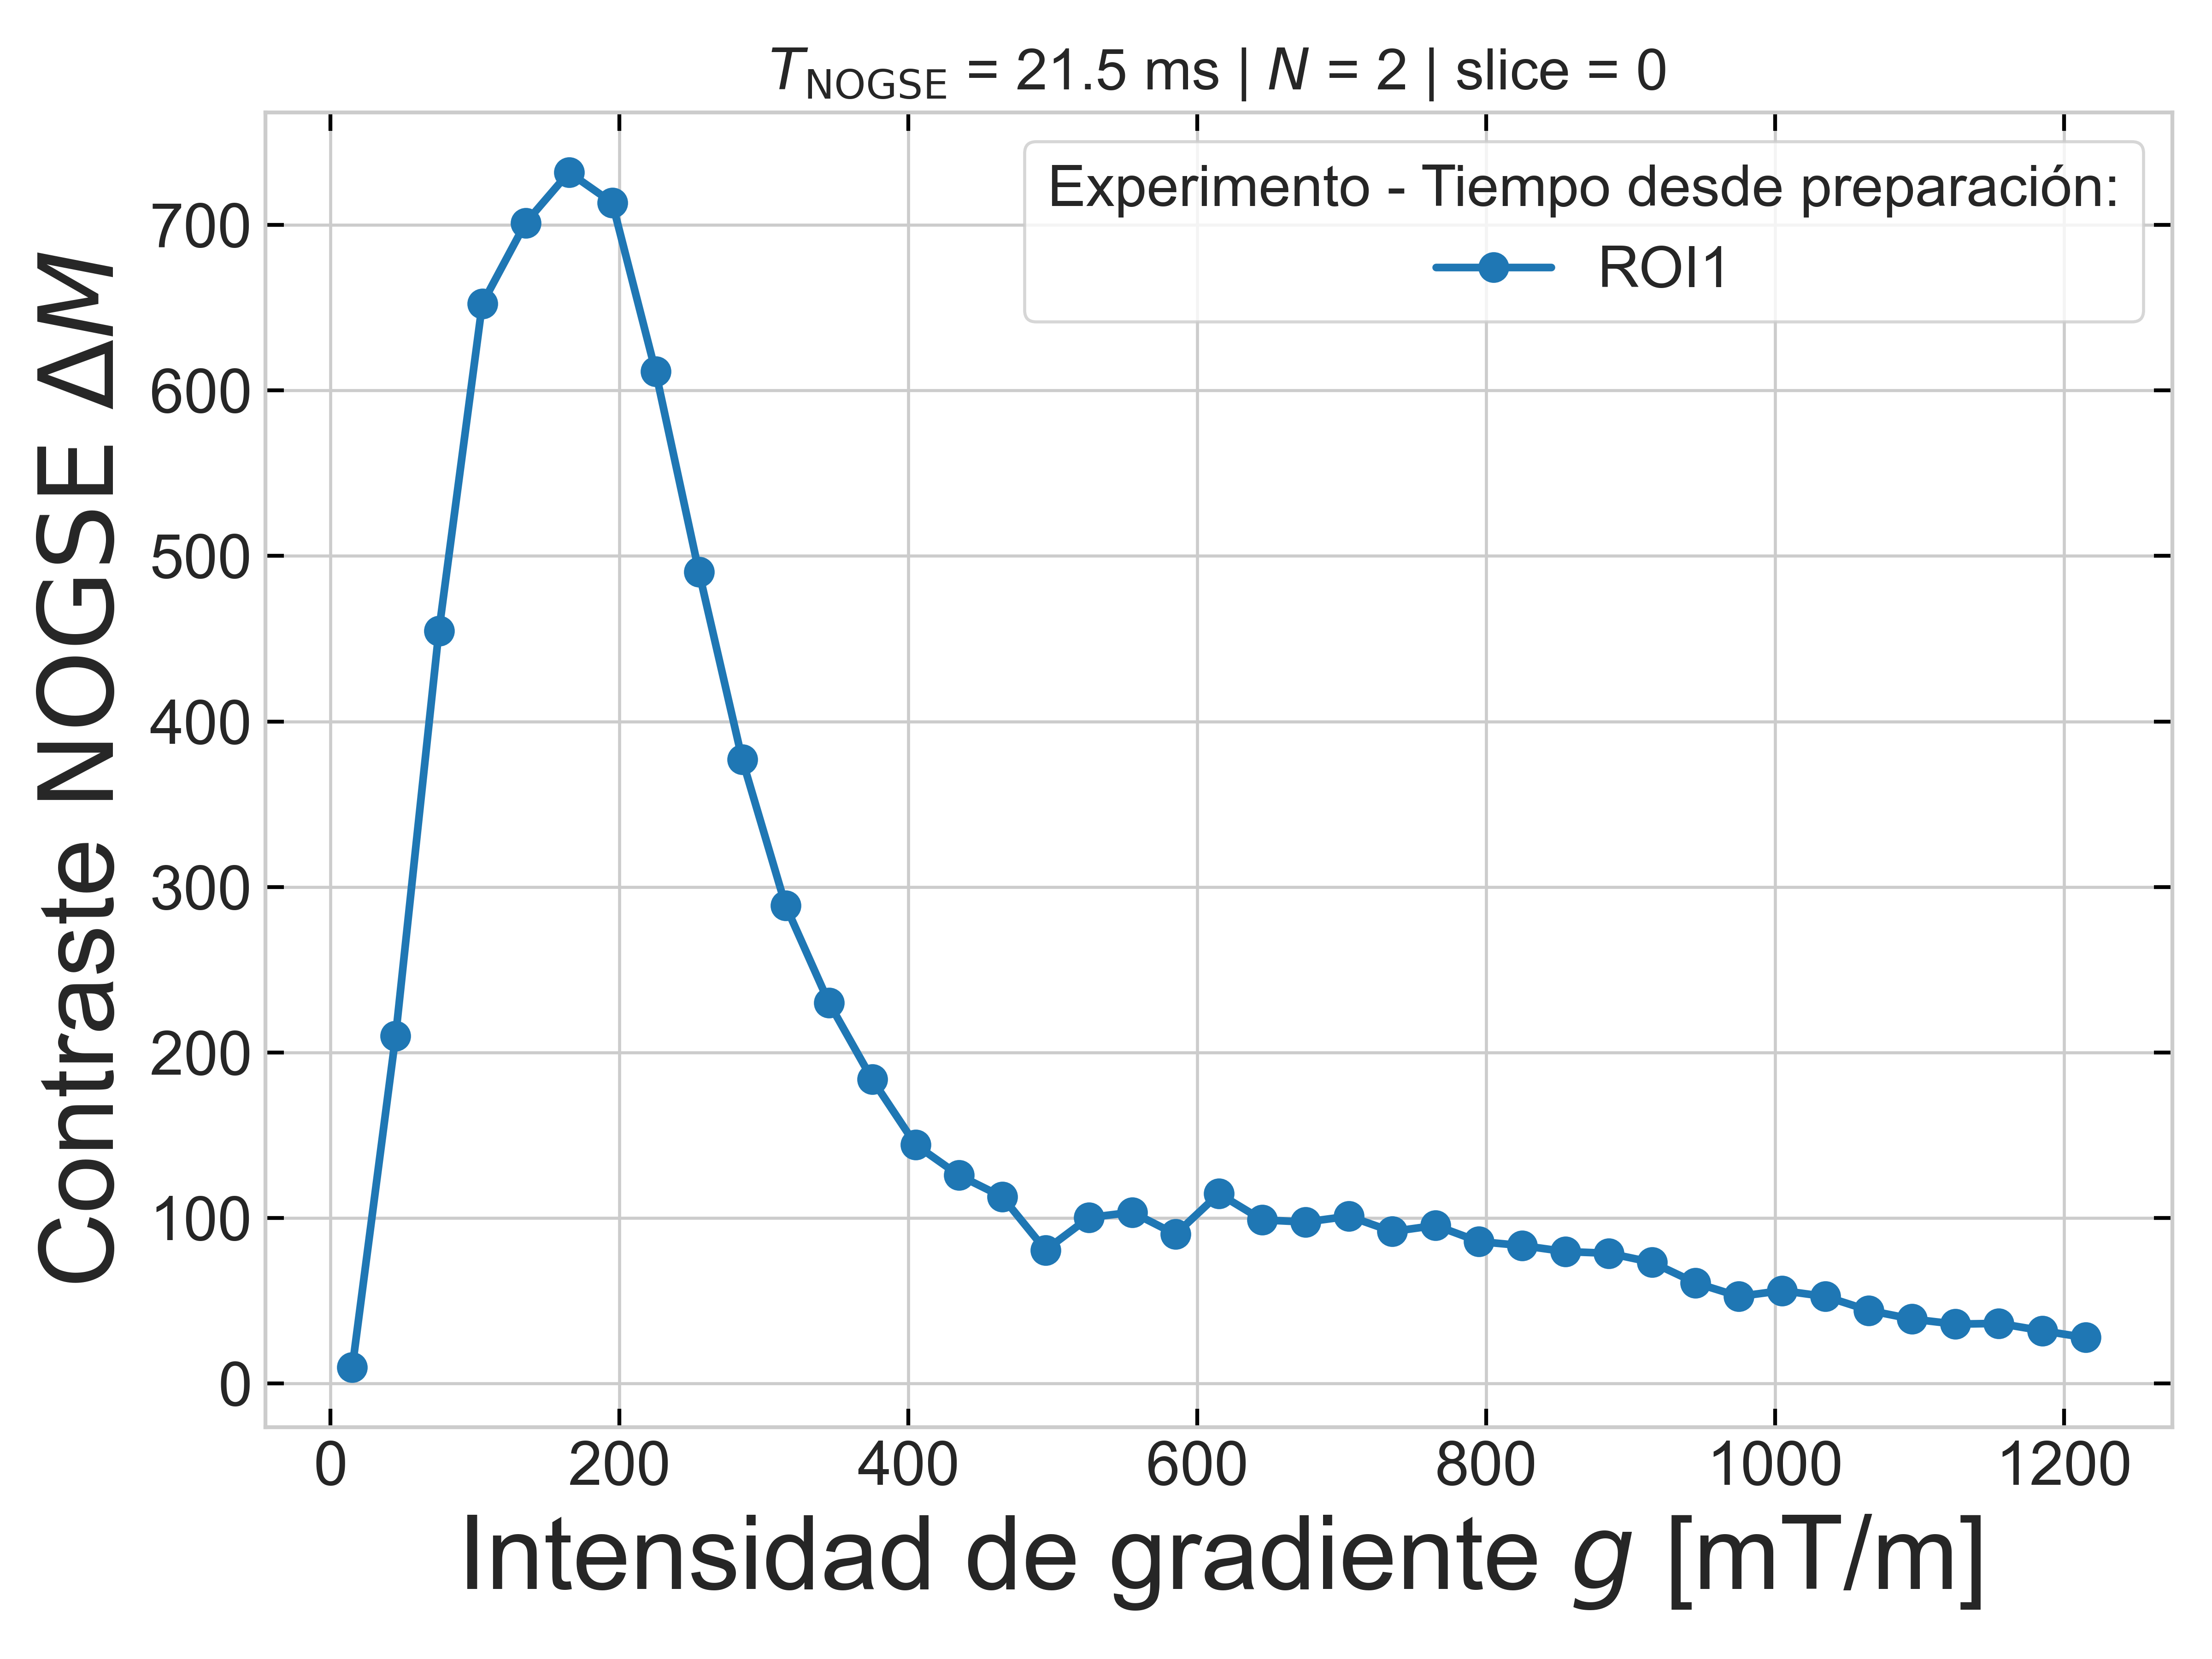 T_NOGSE = 21.5 ms | N = 2 | slice = 0
Experimento - Tiempo desde preparación:
ROI1
Contraste NOGSE ΔM
700
600
500
400
300
200
100
0
0 200 400 600 800 1000 1200
Intensidad de gradiente g [mT/m]